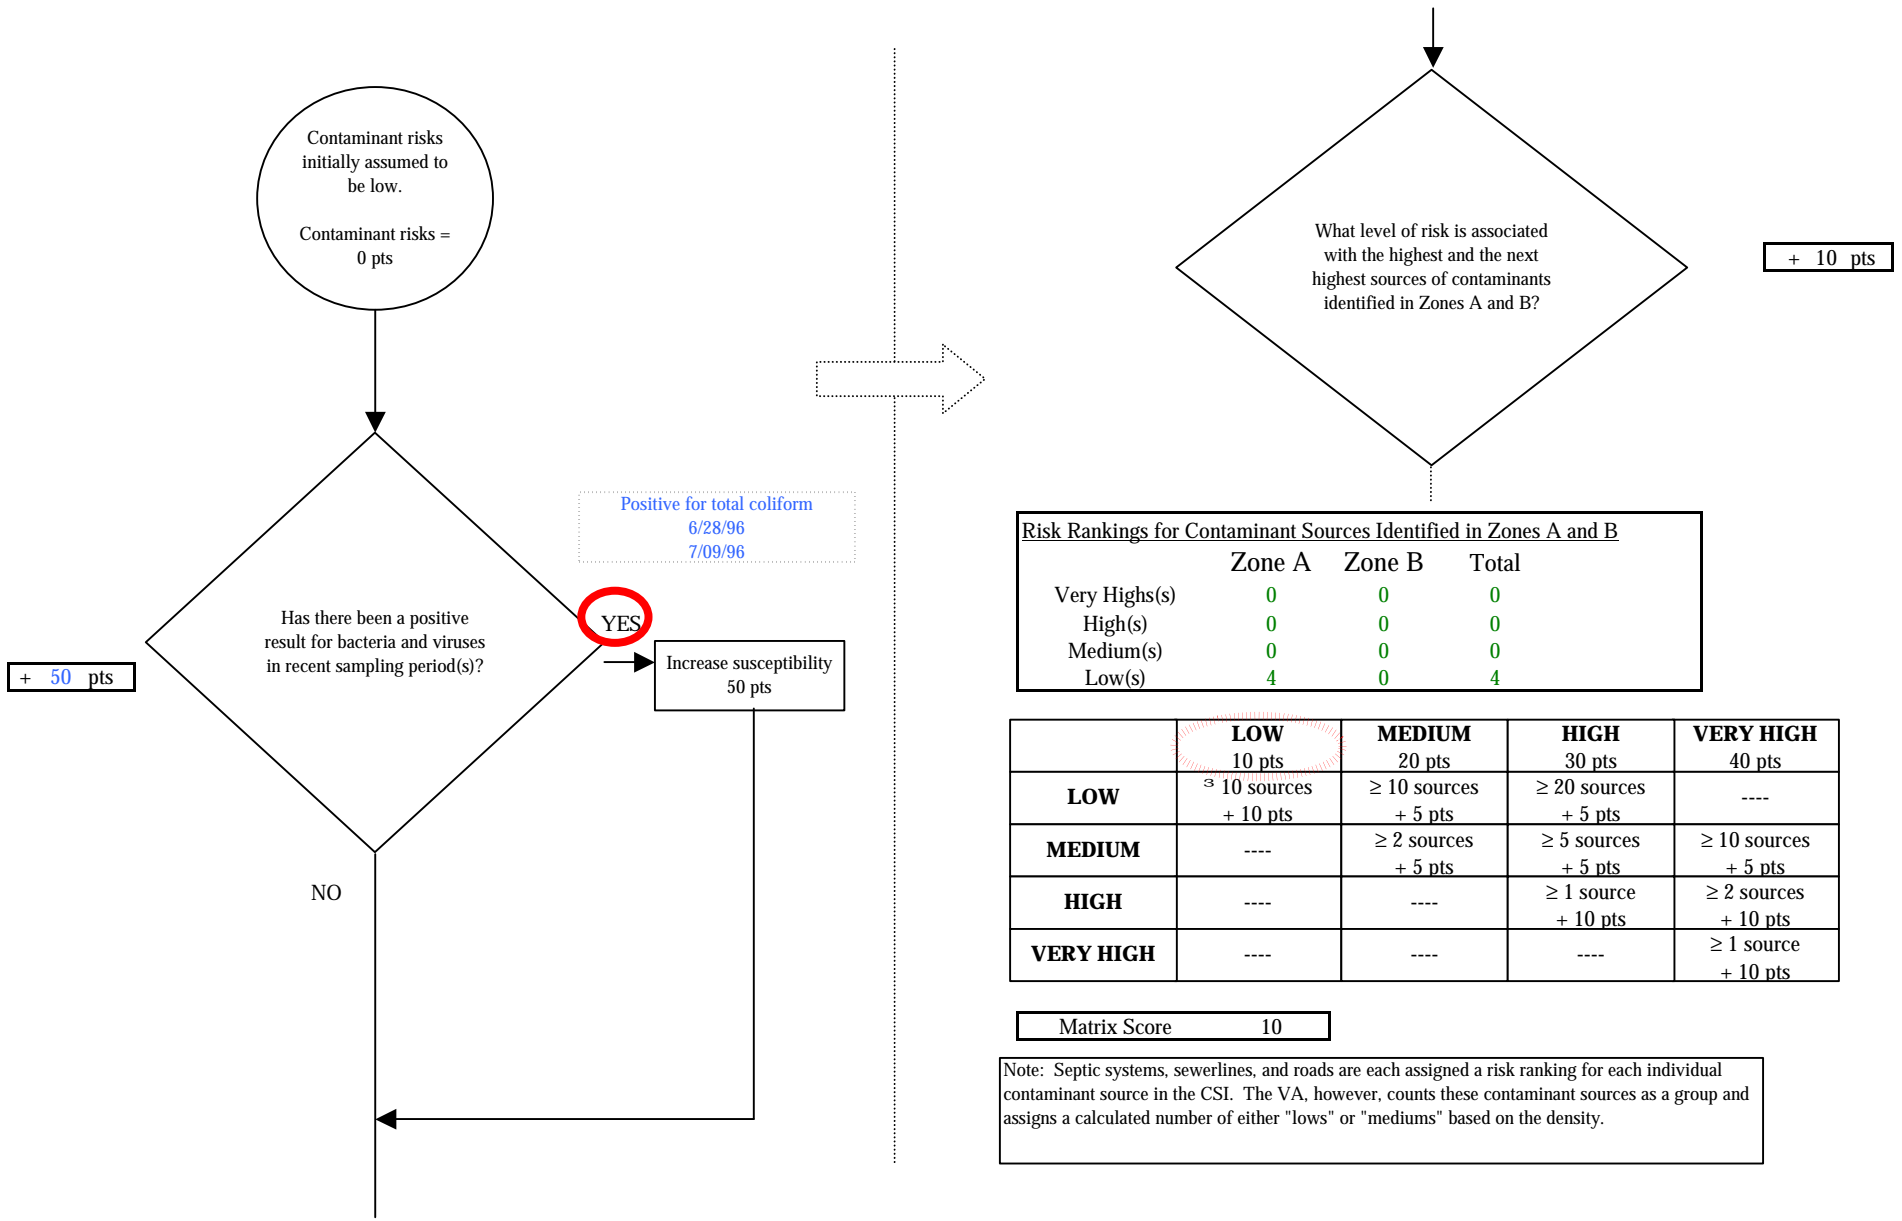 Contaminant risks
initially assumed to
be low.
Contaminant risks =
0 pts
Positive for total coliform
6/28/96
7/09/96
Has there been a positive
result for bacteria and viruses
in recent sampling period(s)?
YES
+ 50 pts
Increase susceptibility
50 pts
NO
What level of risk is associated
with the highest and the next
highest sources of contaminants
identified in Zones A and B?
+ 10 pts
Risk Rankings for Contaminant Sources Identified in Zones A and B
Zone A Zone B Total
Very Highs(s) 0 0 0
High(s) 0 0 0
Medium(s) 0 0 0
Low(s) 4 0 4
LOW MEDIUM HIGH VERY HIGH
10 pts 20 pts 30 pts 40 pts
LOW ³ 10 sources ≥ 10 sources ≥ 20 sources ----
+ 10 pts + 5 pts + 5 pts
MEDIUM ---- ≥ 2 sources ≥ 5 sources ≥ 10 sources
+ 5 pts + 5 pts + 5 pts
HIGH ---- ---- ≥ 1 source ≥ 2 sources
+ 10 pts + 10 pts
VERY HIGH ---- ---- ---- ≥ 1 source
+ 10 pts
Matrix Score 10
Note: Septic systems, sewerlines, and roads are each assigned a risk ranking for each individual
contaminant source in the CSI. The VA, however, counts these contaminant sources as a group and
assigns a calculated number of either "lows" or "mediums" based on the density.